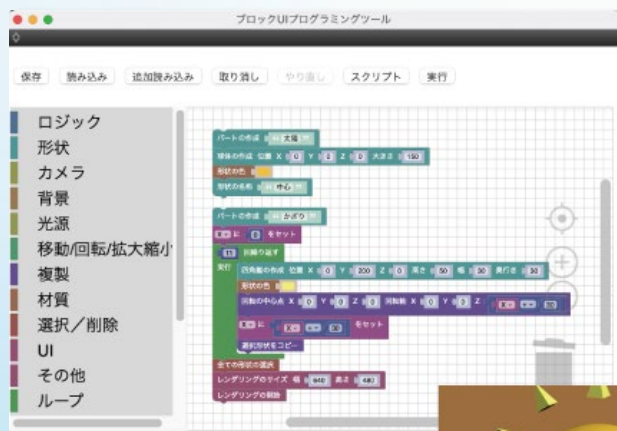 ブロックUIプログラミングツール
保存 読み込み 追加読み込み 取り消し やり直し スクリプト 実行
ロジック
形状
カメラ
背景
光源
移動/回転/拡大縮小
複製
材質
選択/削除
UI
その他
ループ
パートの作成 “ 太陽 ”
球体の作成 位置 X 0 Y 0 Z 0 大きさ 150
形状の色
形状の名称 “ 中心 ”
パートの作成 “ かざり ”
X に 0 をセット
回繰り返す
実行 四角錐の作成 位置 X 0 Y 200 Z 0 高さ 50 幅 30 奥行き 30
形状の色
回転の中心点 X 0 Y 0 Z 0 回転軸 X 0 Y 0 Z X
X に X + 30 をセット
選択形状をコピー
全ての形状の選択
レンダリングのサイズ 幅 640 高さ 480
レンダリングの開始